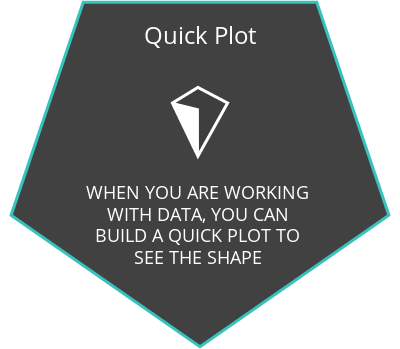 Quick Plot
WHEN YOU ARE WORKING
WITH DATA, YOU CAN
BUILD A QUICK PLOT TO
SEE THE SHAPE